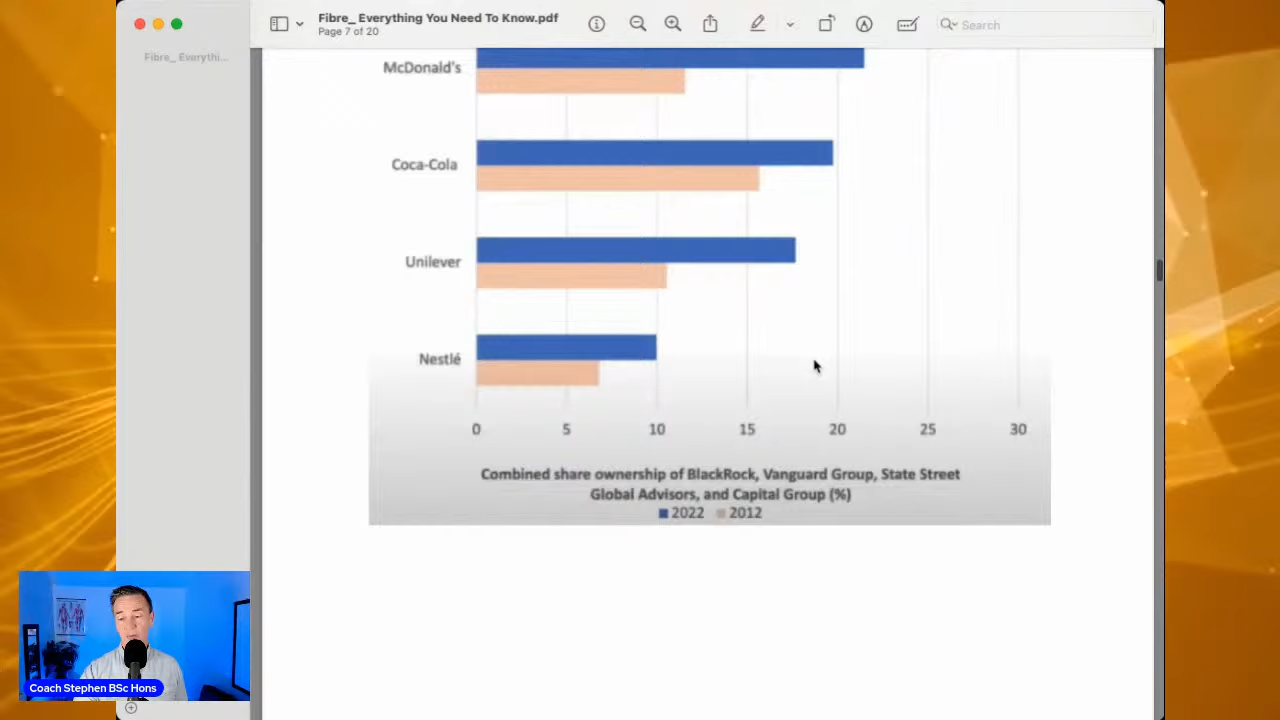 Fibre_ Everything You Need To Know.pdf
Page 7 of 20
Search
Fibre_ Everythi...
McDonald's
Coca-Cola
Unilever
Nestlé
0 5 10 15 20 25 30
Combined share ownership of BlackRock, Vanguard Group, State Street
Global Advisors, and Capital Group (%)
2022 2012
Coach Stephen BSc Hons